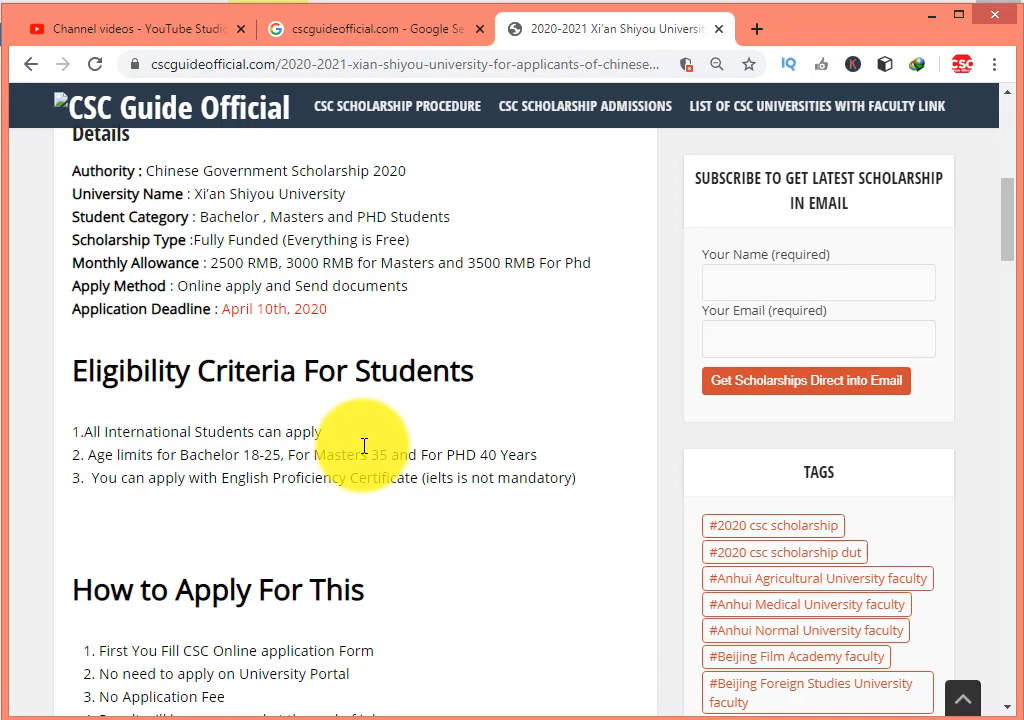 Channel videos - YouTube Studio
cscguideofficial.com - Google Se
2020-2021 Xi'an Shiyou Universit
cscguideofficial.com/2020-2021-xian-shiyou-university-for-applicants-of-chinese...
IQ
K
CSC
CSC Guide Official
CSC SCHOLARSHIP PROCEDURE
CSC SCHOLARSHIP ADMISSIONS
LIST OF CSC UNIVERSITIES WITH FACULTY LINK
Details
Authority : Chinese Government Scholarship 2020
University Name : Xi'an Shiyou University
Student Category : Bachelor , Masters and PHD Students
Scholarship Type :Fully Funded (Everything is Free)
Monthly Allowance : 2500 RMB, 3000 RMB for Masters and 3500 RMB For Phd
Apply Method : Online apply and Send documents
Application Deadline : April 10th, 2020
Eligibility Criteria For Students
1.All International Students can apply
2. Age limits for Bachelor 18-25, For Masters 35 and For PHD 40 Years
3. You can apply with English Proficiency Certificate (ielts is not mandatory)
How to Apply For This
1. First You Fill CSC Online application Form
2. No need to apply on University Portal
3. No Application Fee
SUBSCRIBE TO GET LATEST SCHOLARSHIP
IN EMAIL
Your Name (required)
Your Email (required)
Get Scholarships Direct into Email
TAGS
#2020 csc scholarship
#2020 csc scholarship dut
#Anhui Agricultural University faculty
#Anhui Medical University faculty
#Anhui Normal University faculty
#Beijing Film Academy faculty
#Beijing Foreign Studies University
faculty